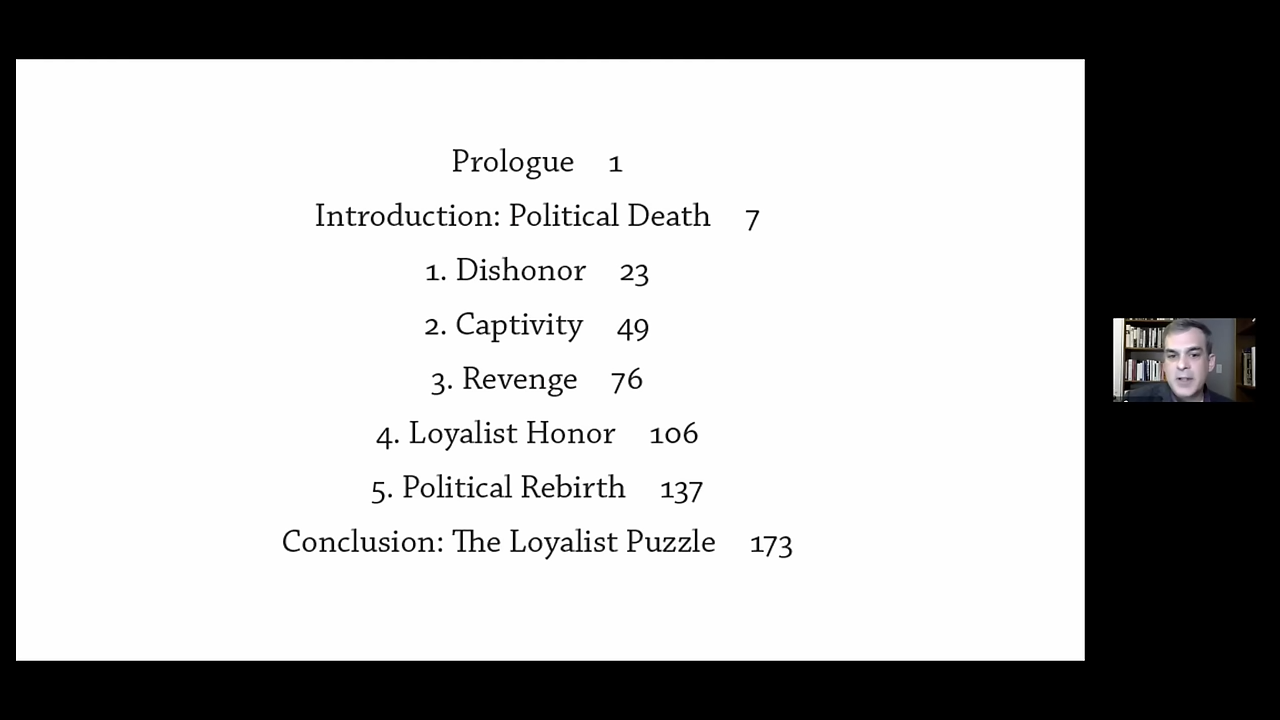 Prologue 1
Introduction: Political Death 7
1. Dishonor 23
2. Captivity 49
3. Revenge 76
4. Loyalist Honor 106
5. Political Rebirth 137
Conclusion: The Loyalist Puzzle 173